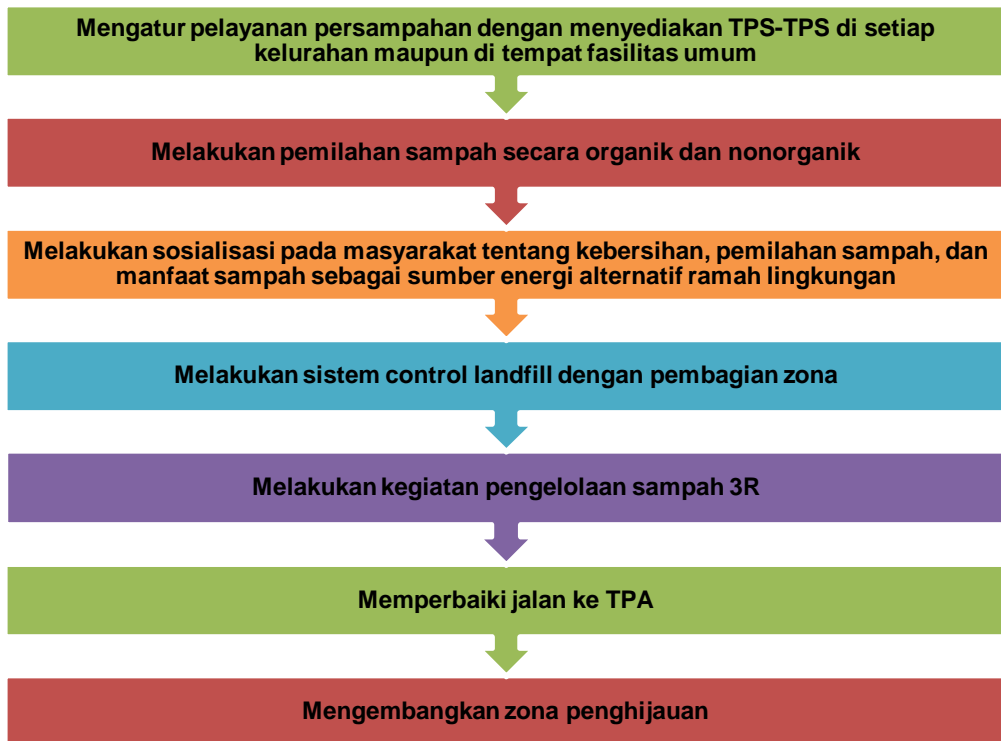 Mengatur pelayanan persampahan dengan menyediakan TPS-TPS di setiap
kelurahan maupun di tempat fasilitas umum
Melakukan pemilahan sampah secara organik dan nonorganik
Melakukan sosialisasi pada masyarakat tentang kebersihan, pemilahan sampah, dan
manfaat sampah sebagai sumber energi alternatif ramah lingkungan
Melakukan sistem control landfill dengan pembagian zona
Melakukan kegiatan pengelolaan sampah 3R
Memperbaiki jalan ke TPA
Mengembangkan zona penghijauan